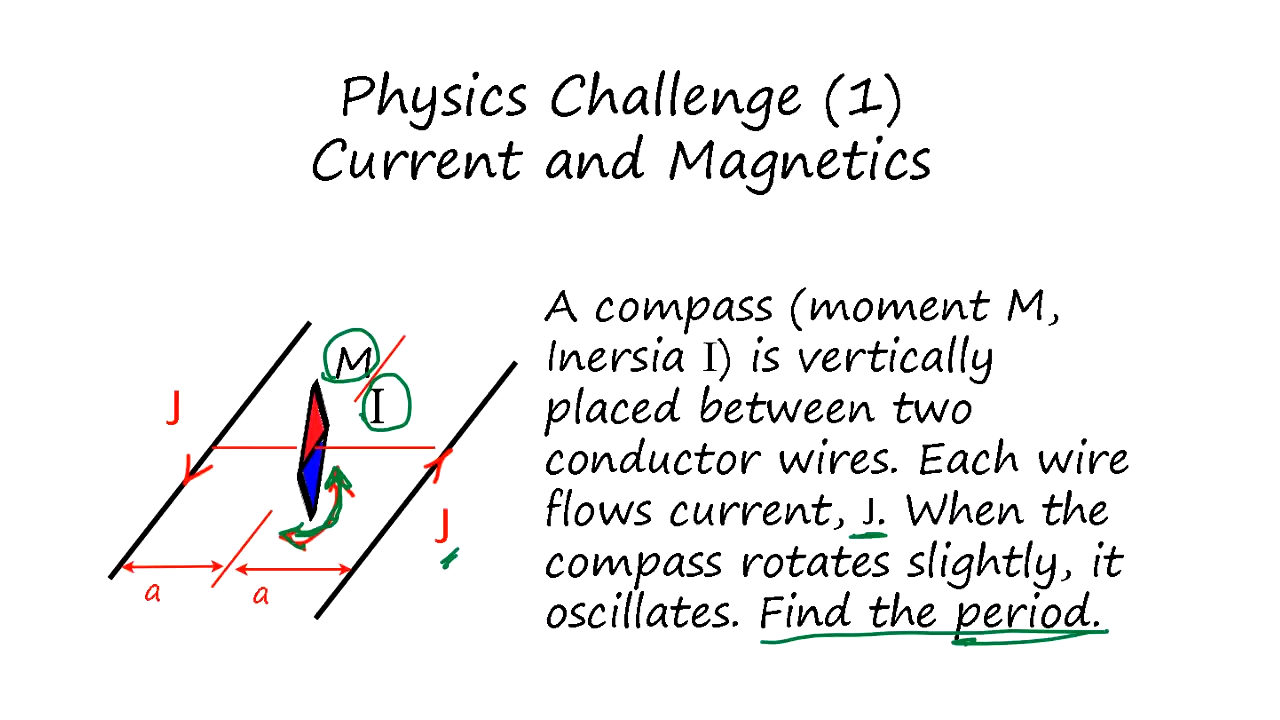 Physics Challenge (1)
Current and Magnetics
A compass (moment M,
Inersia I) is vertically
placed between two
conductor wires. Each wire
flows current, J. When the
compass rotates slightly, it
oscillates. Find the period.
M
I
J
J
a
a